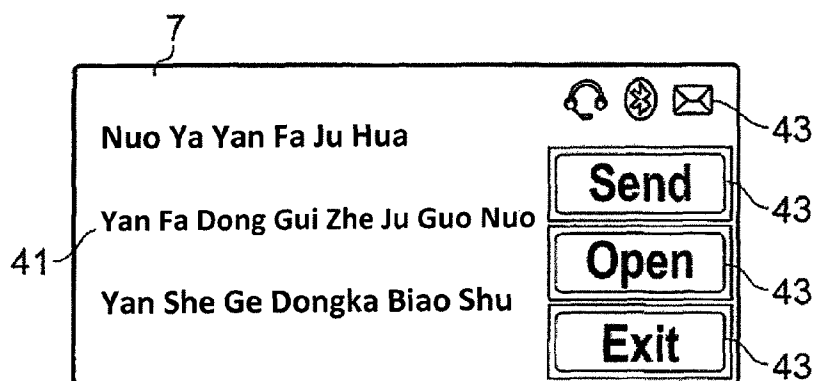 7
43
Nuo Ya Yan Fa Ju Hua
Send
43
Yan Fa Dong Gui Zhe Ju Guo Nuo
41
Open
43
Yan She Ge Dongka Biao Shu
Exit
43